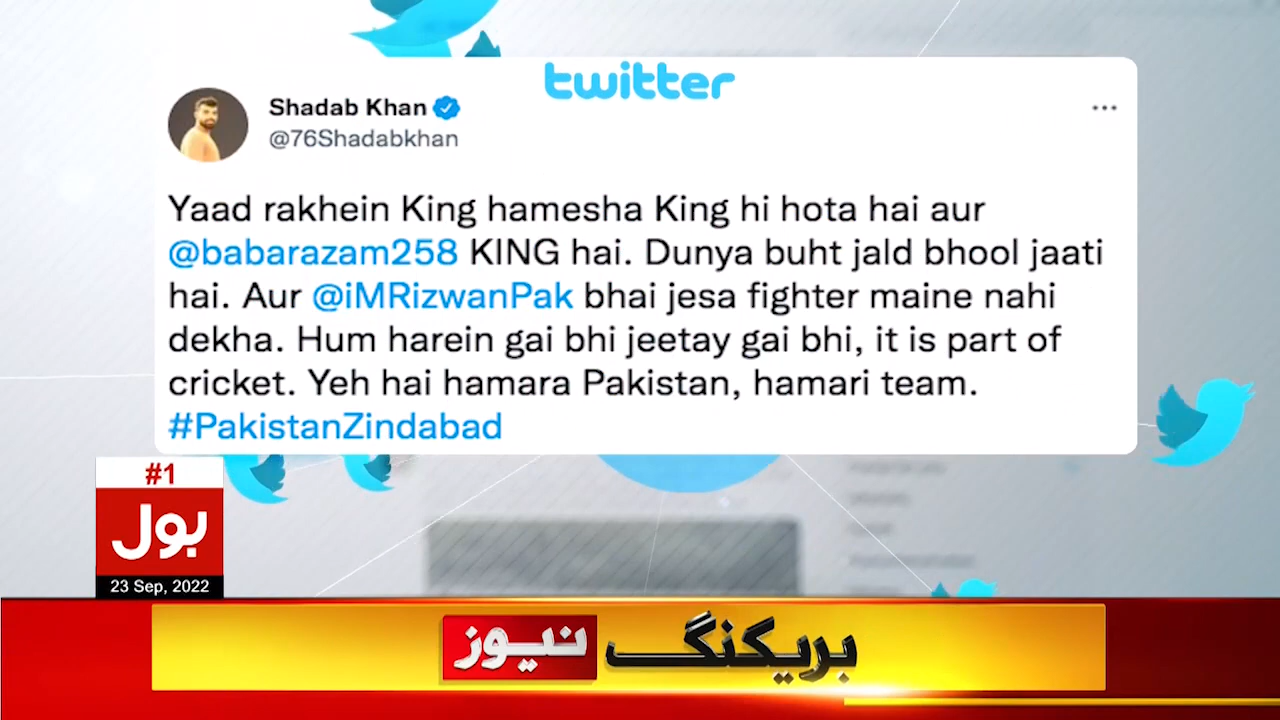 twitter
Shadab Khan
@76Shadabkhan
Yaad rakhein King hamesha King hi hota hai aur
@babarazam258 KING hai. Dunya buht jald bhool jaati
hai. Aur @iMRizwanPak bhai jesa fighter maine nahi
dekha. Hum harein gai bhi jeetay gai bhi, it is part of
cricket. Yeh hai hamara Pakistan, hamari team.
#PakistanZindabad
#1
بول
23 Sep, 2022
بریکنگ نیوز